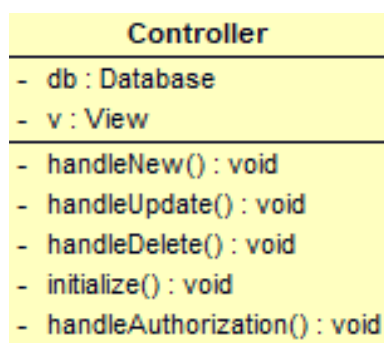 Controller
- db : Database
- v : View
- handleNew() : void
- handleUpdate() : void
- handleDelete() : void
- initialize() : void
- handleAuthorization() : void